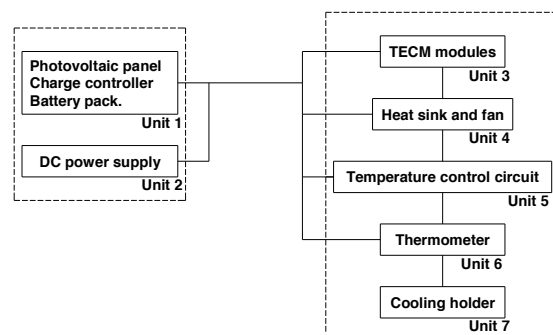 Photovoltaic panel
Charge controller
Battery pack.
Unit 1
DC power supply
Unit 2
TECM modules
Unit 3
Heat sink and fan
Unit 4
Temperature control circuit
Unit 5
Thermometer
Unit 6
Cooling holder
Unit 7